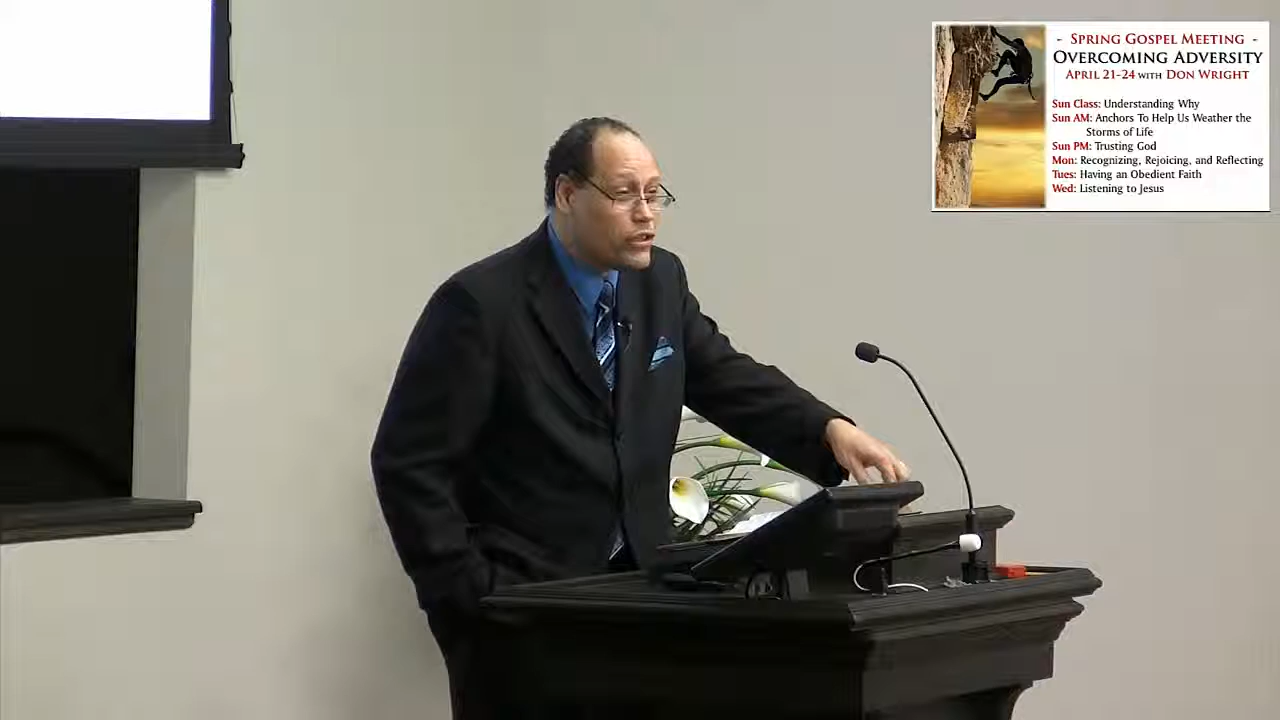 - SPRING GOSPEL MEETING -
OVERCOMING ADVERSITY
APRIL 21-24 WITH DON WRIGHT
Sun Class: Understanding Why
Sun AM: Anchors To Help Us Weather the
Storms of Life
Sun PM: Trusting God
Mon: Recognizing, Rejoicing, and Reflecting
Tues: Having an Obedient Faith
Wed: Listening to Jesus